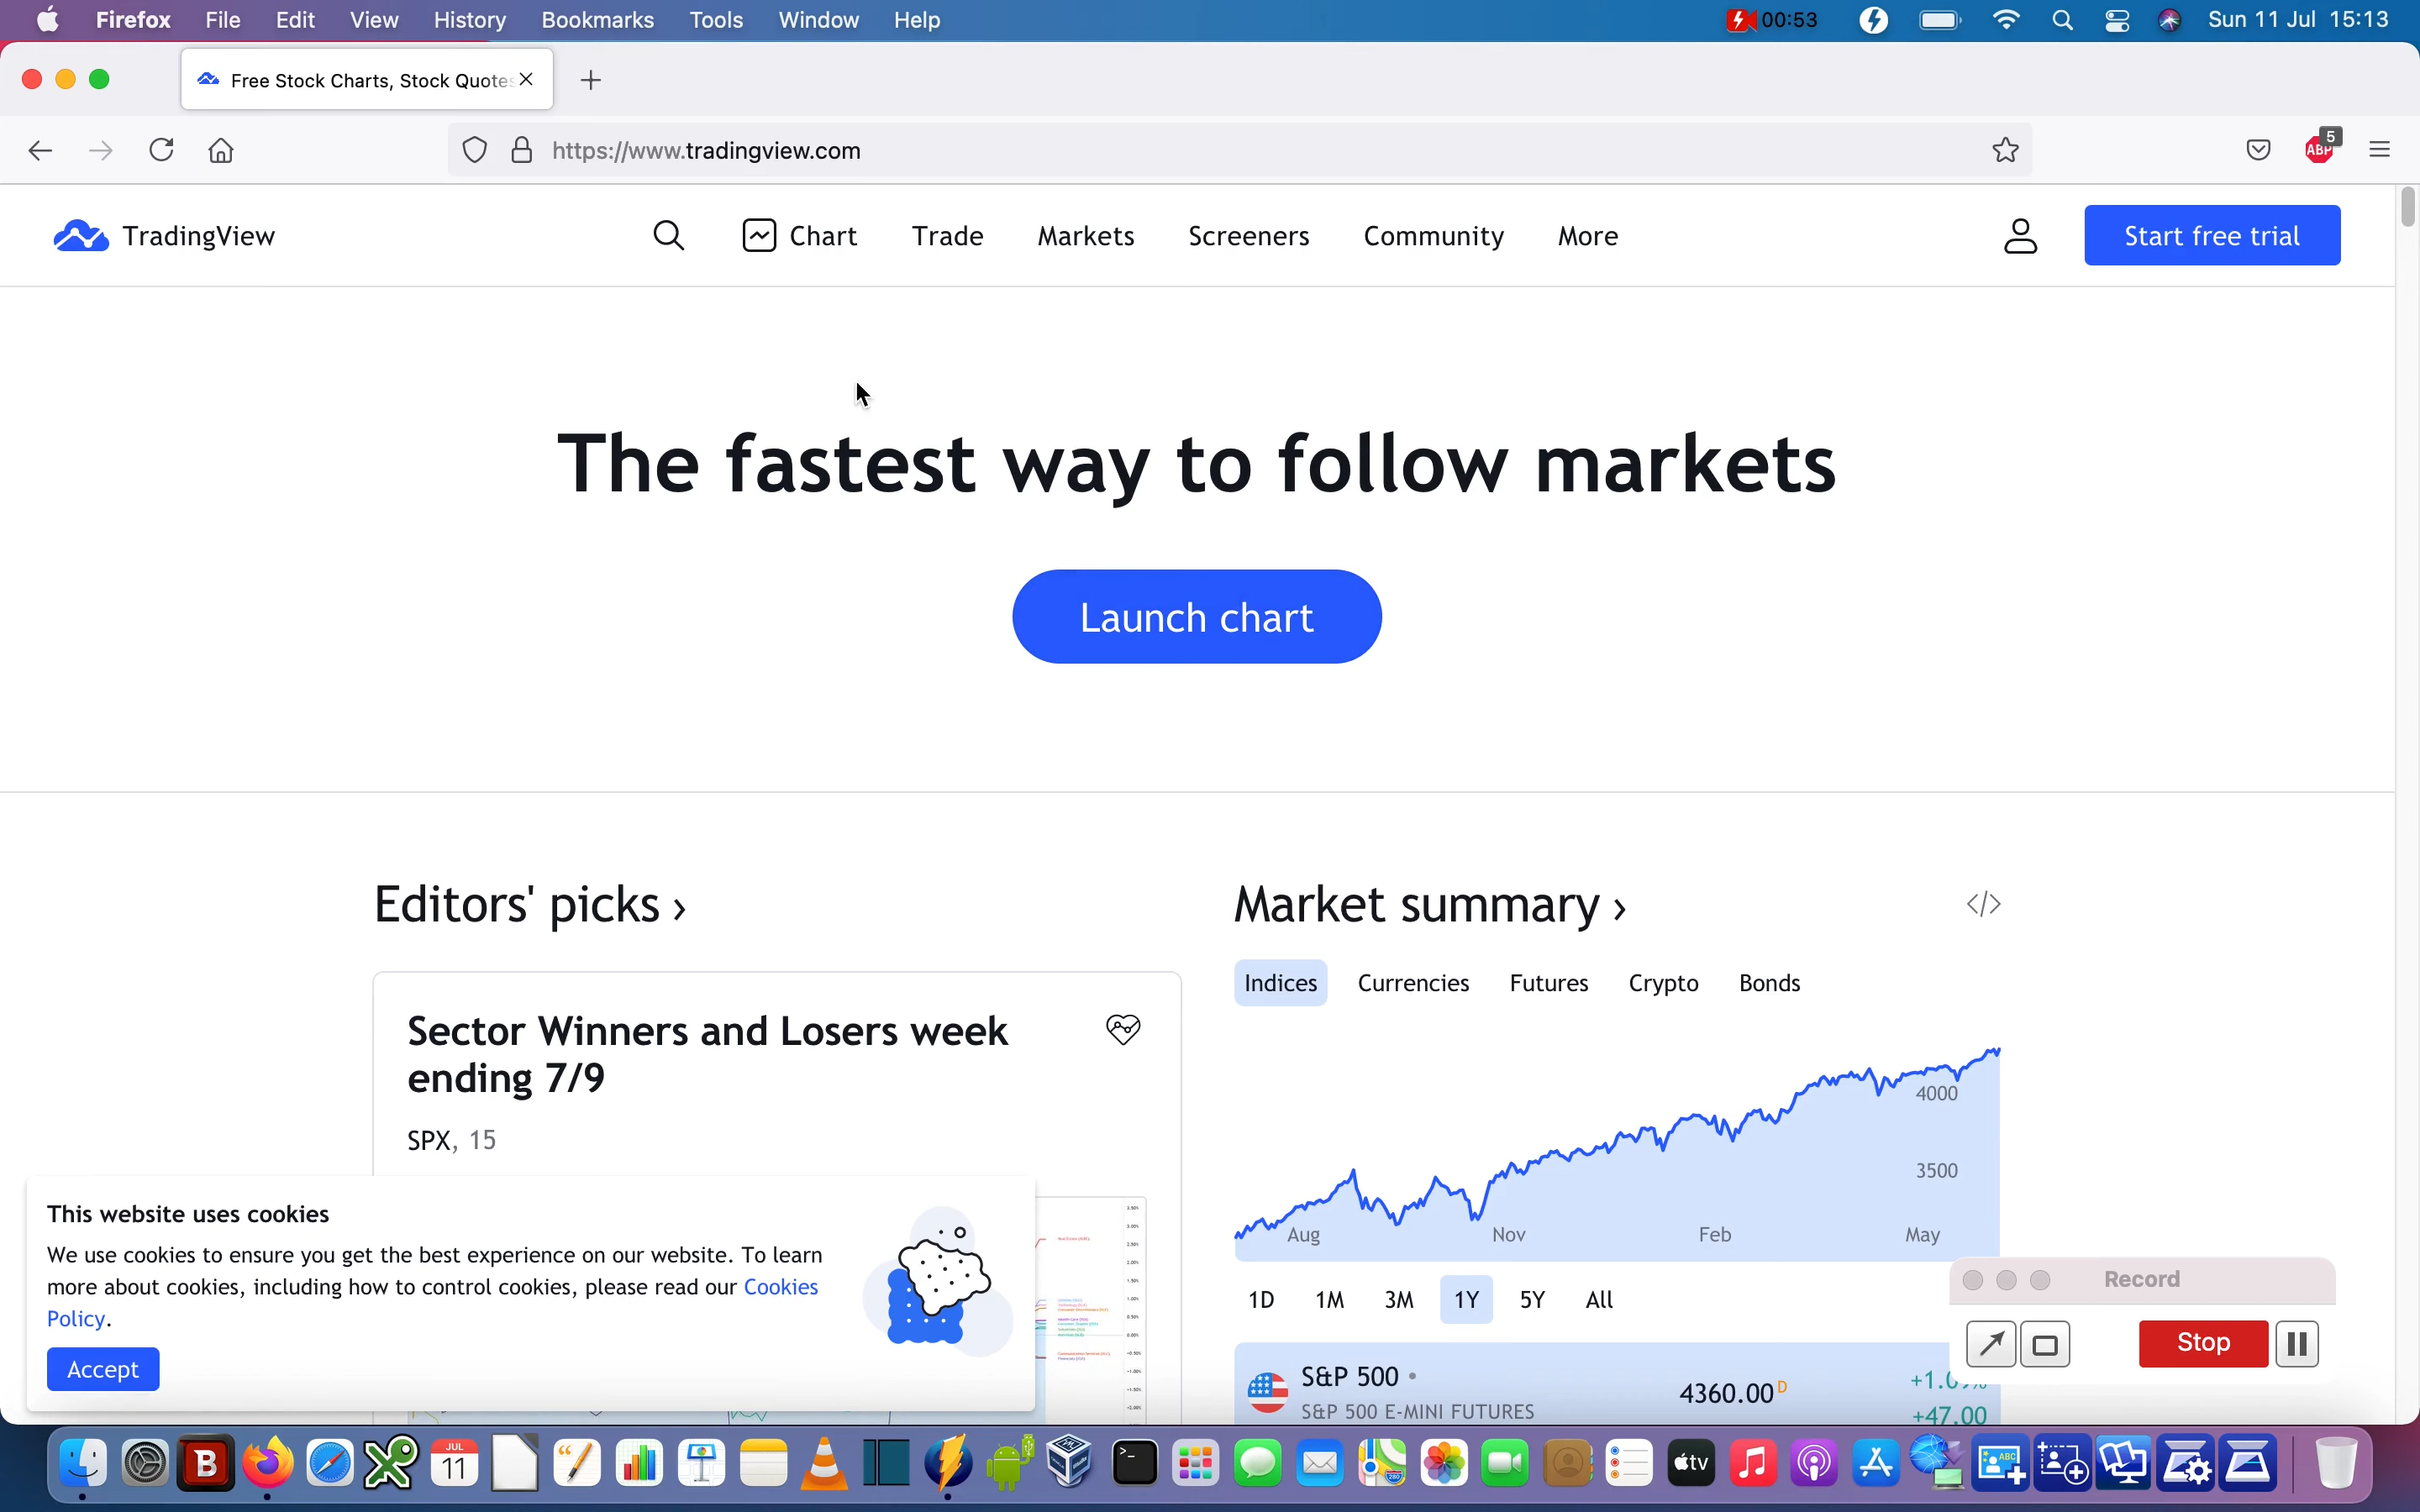 Firefox File Edit View History Bookmarks Tools Window Help 00:53 Sun 11 Jul 15:13
Free Stock Charts, Stock Quotes
https://www.tradingview.com
ABP 5
TradingView Chart Trade Markets Screeners Community More Start free trial
The fastest way to follow markets
Launch chart
Editors' picks ›
Sector Winners and Losers week
ending 7/9
SPX, 15
Market summary ›
</>
Indices Currencies Futures Crypto Bonds
4000
3500
Aug Nov Feb May
1D 1M 3M 1Y 5Y All
S&P 500
S&P 500 E-MINI FUTURES
4360.00 D
+47.00
This website uses cookies
We use cookies to ensure you get the best experience on our website. To learn
more about cookies, including how to control cookies, please read our Cookies
Policy.
Accept
Record
Stop
JUL
11
tv